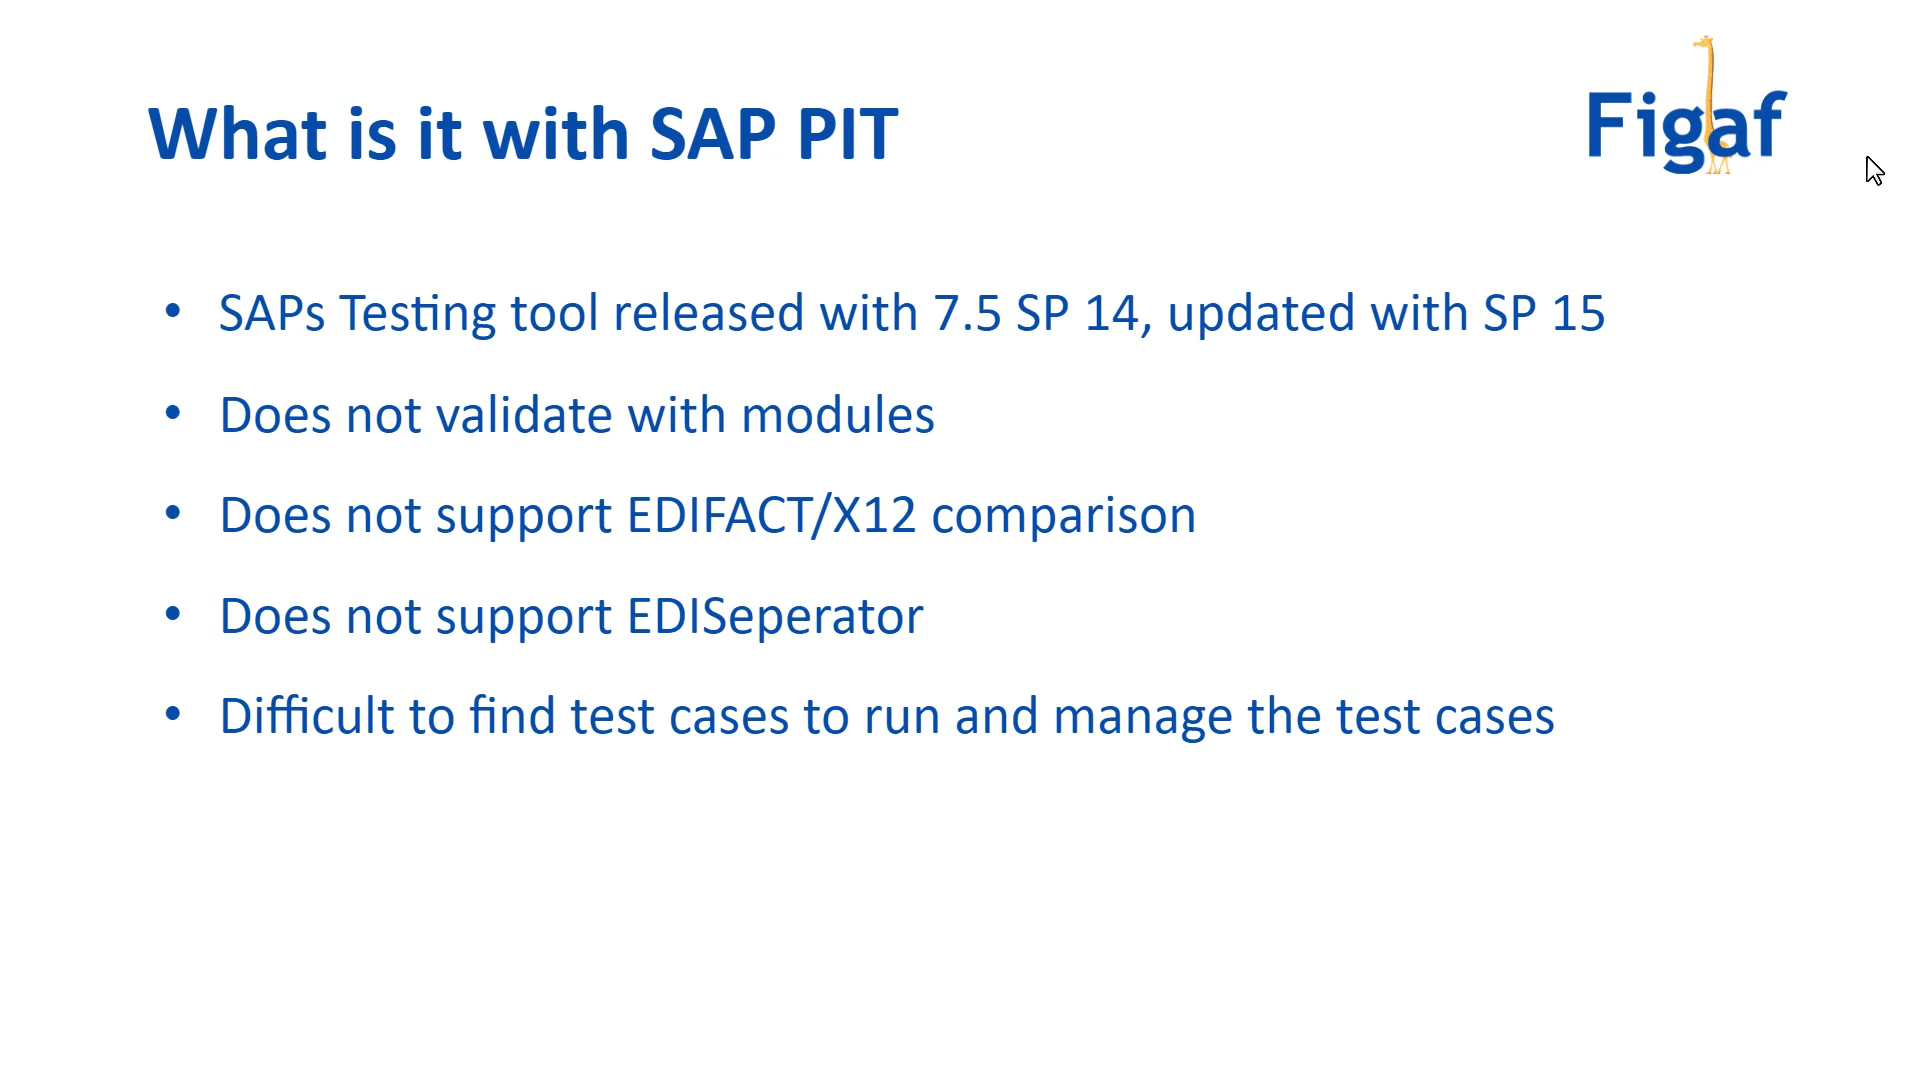 What is it with SAP PIT
Figaf
• SAPs Testing tool released with 7.5 SP 14, updated with SP 15
• Does not validate with modules
• Does not support EDIFACT/X12 comparison
• Does not support EDISeperator
• Difficult to find test cases to run and manage the test cases